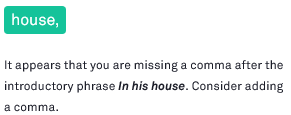 house,
It appears that you are missing a comma after the
introductory phrase In his house. Consider adding
a comma.